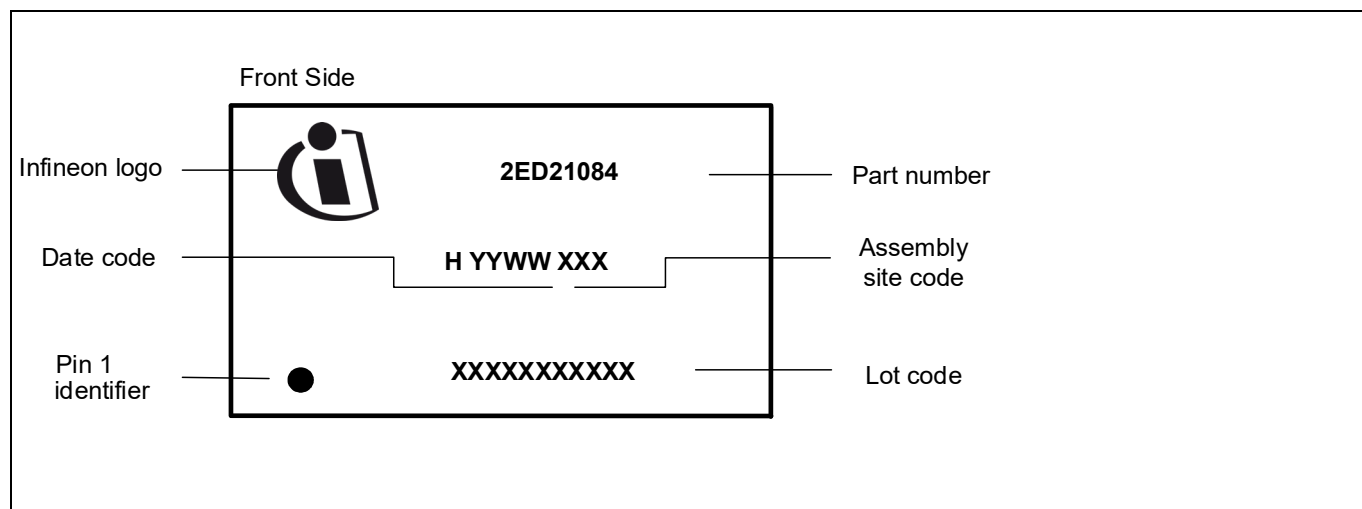 Front Side
Infineon logo
2ED21084
Part number
Date code
H YYWW XXX
Assembly
site code
Pin 1
identifier
XXXXXXXXXXX
Lot code